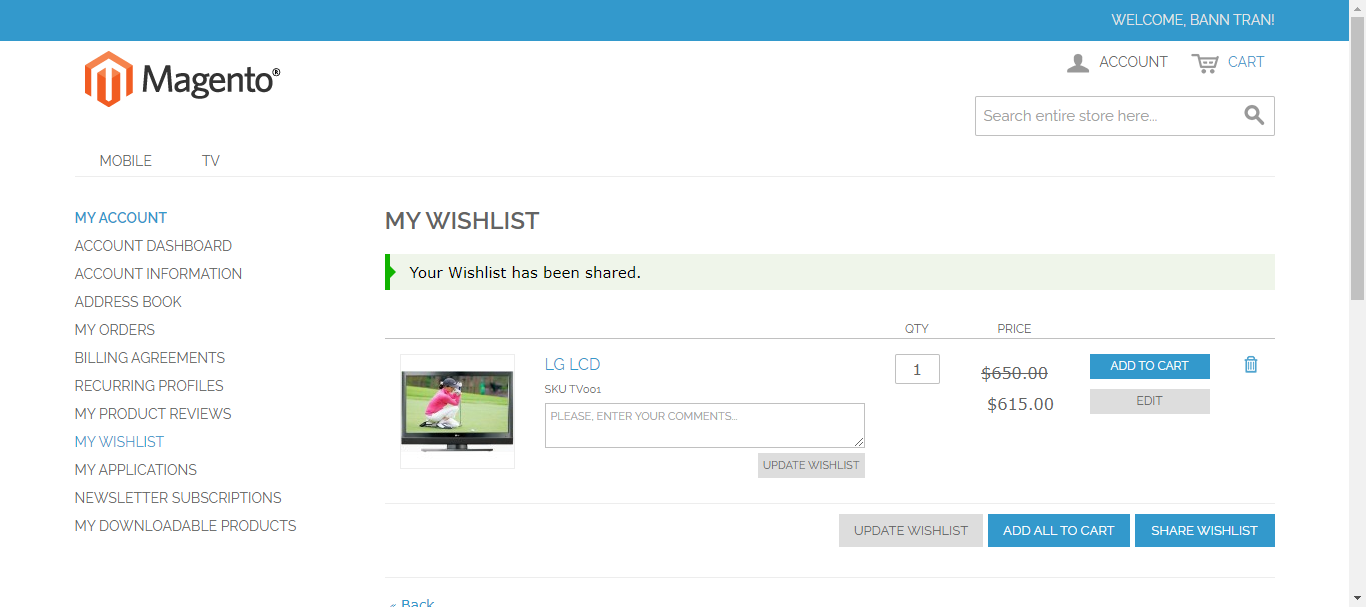 WELCOME, BANN TRAN!
Magento®
ACCOUNT CART
Search entire store here...
MOBILE TV
MY ACCOUNT
ACCOUNT DASHBOARD
ACCOUNT INFORMATION
ADDRESS BOOK
MY ORDERS
BILLING AGREEMENTS
RECURRING PROFILES
MY PRODUCT REVIEWS
MY WISHLIST
MY APPLICATIONS
NEWSLETTER SUBSCRIPTIONS
MY DOWNLOADABLE PRODUCTS
MY WISHLIST
Your Wishlist has been shared.
QTY PRICE
LG LCD
SKU TV001
PLEASE, ENTER YOUR COMMENTS...
UPDATE WISHLIST
1
$650.00
$615.00
ADD TO CART
EDIT
UPDATE WISHLIST ADD ALL TO CART SHARE WISHLIST
« Back